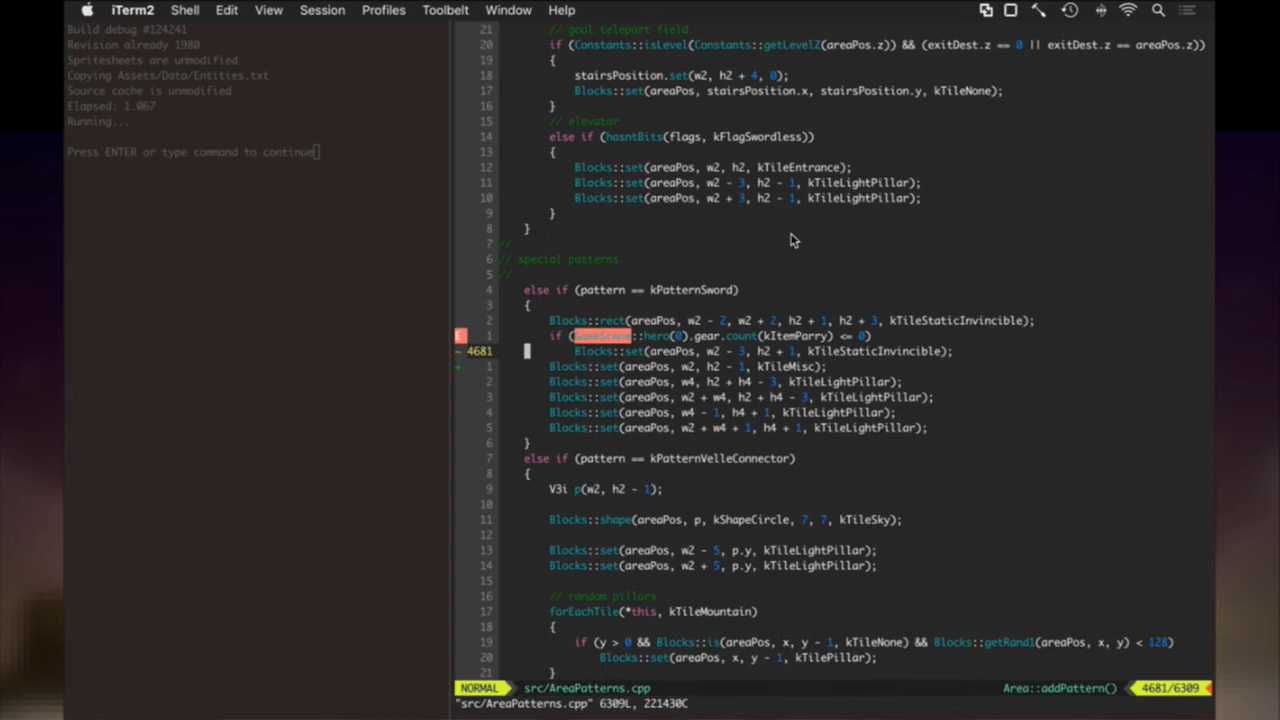 iTerm2 Shell Edit View Session Profiles Toolbelt Window Help
Build debug #124241
Revision already 1980
Spritesheets are unmodified
Copying Assets/Data/Entities.txt
Source cache is unmodified
Elapsed: 1.067
Running...
Press ENTER or type command to continue
21 // goal teleport field
20 if (Constants::isLevel(Constants::getLevelZ(areaPos.z)) && (exitDest.z == 0 || exitDest.z == areaPos.z))
19 {
18 stairsPosition.set(w2, h2 + 4, 0);
17 Blocks::set(areaPos, stairsPosition.x, stairsPosition.y, kTileNone);
16 }
15 // elevator
14 else if (hasntBits(flags, kFlagSwordless))
13 {
12 Blocks::set(areaPos, w2, h2, kTileEntrance);
11 Blocks::set(areaPos, w2 - 3, h2 - 1, kTileLightPillar);
10 Blocks::set(areaPos, w2 + 3, h2 - 1, kTileLightPillar);
9 }
8 }
7 //
6 // special patterns
5 //
4 else if (pattern == kPatternSword)
3 {
2 Blocks::rect(areaPos, w2 - 2, w2 + 2, h2 + 1, h2 + 3, kTileStaticInvincible);
E 1 if (GameScene::hero(0).gear.count(kItemParry) <= 0)
~ 4681 Blocks::set(areaPos, w2 - 3, h2 + 1, kTileStaticInvincible);
+ 1 Blocks::set(areaPos, w2, h2 - 1, kTileMisc);
2 Blocks::set(areaPos, w4, h2 + h4 - 3, kTileLightPillar);
3 Blocks::set(areaPos, w2 + w4, h2 + h4 - 3, kTileLightPillar);
4 Blocks::set(areaPos, w4 - 1, h4 + 1, kTileLightPillar);
5 Blocks::set(areaPos, w2 + w4 + 1, h4 + 1, kTileLightPillar);
6 }
7 else if (pattern == kPatternVelleConnector)
8 {
9 V3i p(w2, h2 - 1);
10
11 Blocks::shape(areaPos, p, kShapeCircle, 7, 7, kTileSky);
12
13 Blocks::set(areaPos, w2 - 5, p.y, kTileLightPillar);
14 Blocks::set(areaPos, w2 + 5, p.y, kTileLightPillar);
15
16 // random pillars
17 forEachTile(*this, kTileMountain)
18 {
19 if (y > 0 && Blocks::is(areaPos, x, y - 1, kTileNone) && Blocks::getRand1(areaPos, x, y) < 128)
20 Blocks::set(areaPos, x, y - 1, kTilePillar);
21 }
NORMAL src/AreaPatterns.cpp Area::addPattern() 4681/6309
"src/AreaPatterns.cpp" 6309L, 221430C